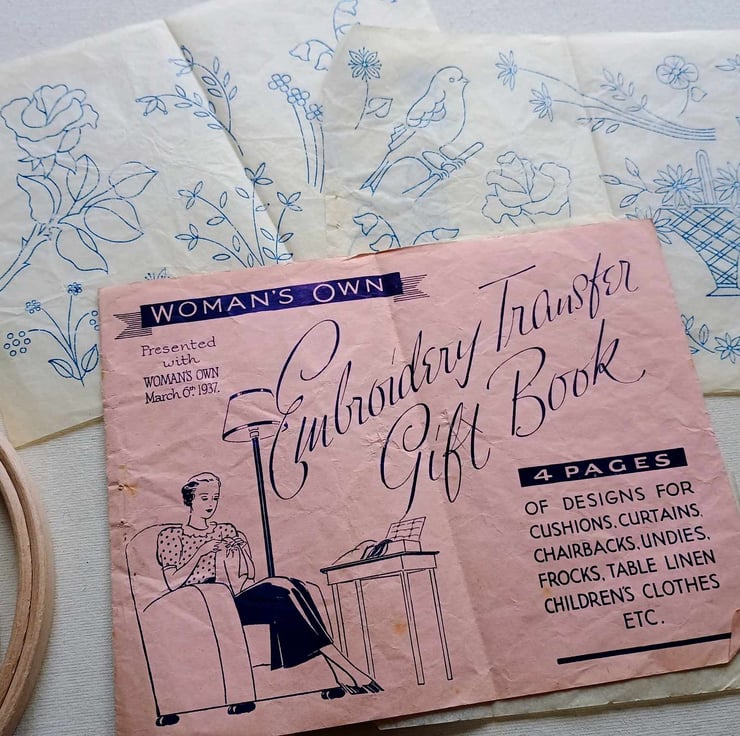 WOMAN'S OWN
Presented
with
WOMAN'S OWN
March 6th 1937.
Embroidery Transfer
Gift Book
4 PAGES
OF DESIGNS FOR
CUSHIONS, CURTAINS,
CHAIRBACKS, UNDIES,
FROCKS, TABLE LINEN
CHILDREN'S CLOTHES
ETC.